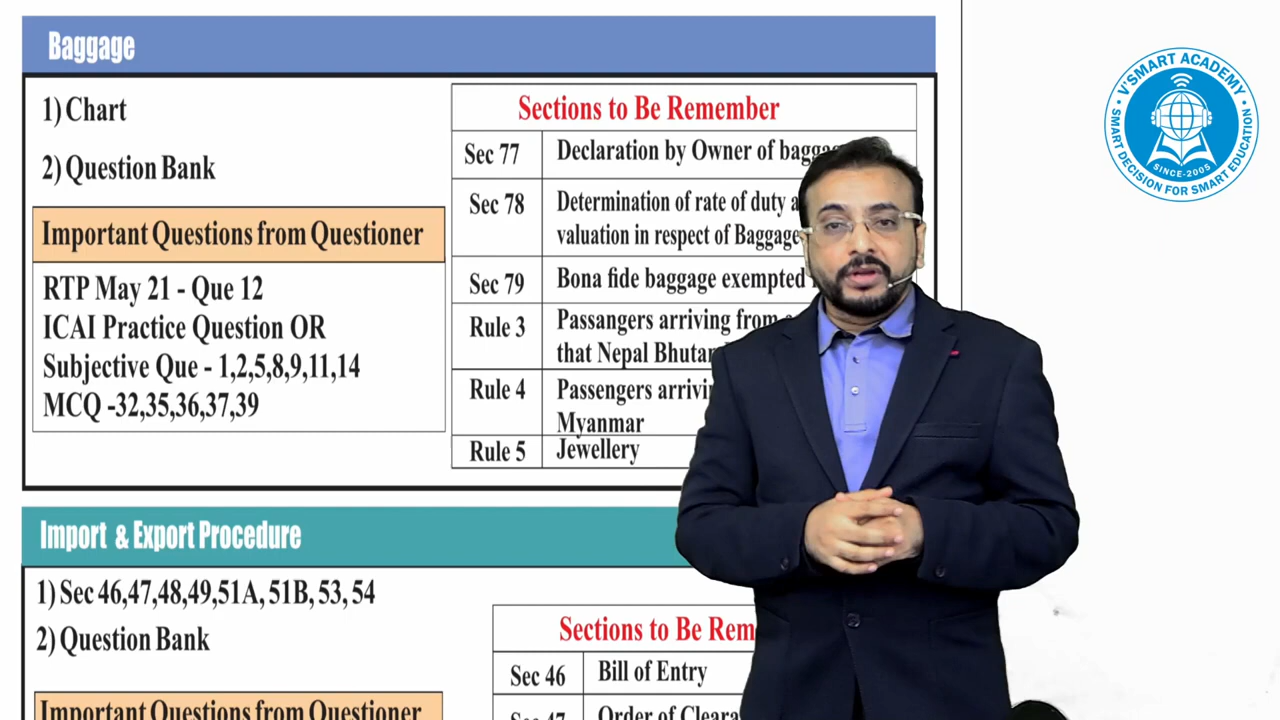 Baggage
1) Chart
2) Question Bank
Important Questions from Questioner
RTP May 21 - Que 12
ICAI Practice Question OR
Subjective Que - 1,2,5,8,9,11,14
MCQ -32,35,36,37,39
Sections to Be Remember
Sec 77 Declaration by Owner of
Sec 78 Determination of rate of duty
valuation in respect of Baggage
Sec 79 Bona fide baggage exempted
Rule 3 Passangers arriving from
that Nepal
Rule 4 Passengers
Myanmar
Rule 5 Jewellery
Import & Export Procedure
1) Sec 46,47,48,49,51A, 51B, 53, 54
2) Question Bank
Important Questions from Questioner
Sections to Be
Sec 46 Bill of Entry
Sec 47 Order of
V'SMART ACADEMY
SINCE-2005
SMART DECISION FOR SMART EDUCATION